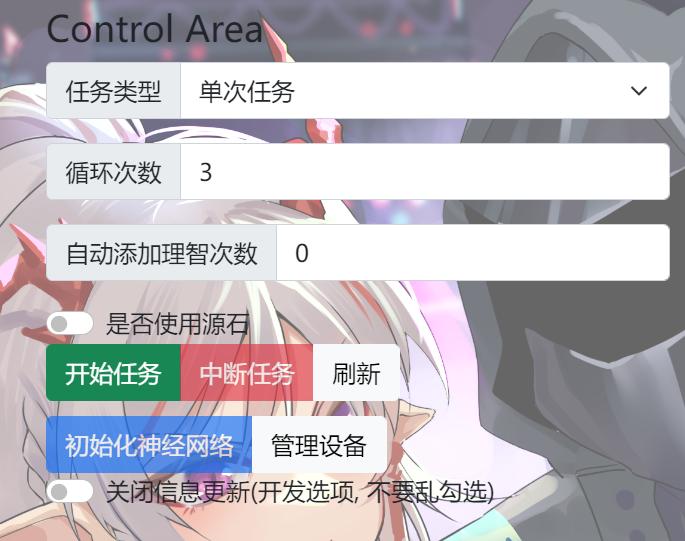 Control Area
任务类型 单次任务
循环次数 3
自动添加理智次数 0
是否使用源石
开始任务 中断任务 刷新
初始化神经网络 管理设备
关闭信息更新(开发选项, 不要乱勾选)